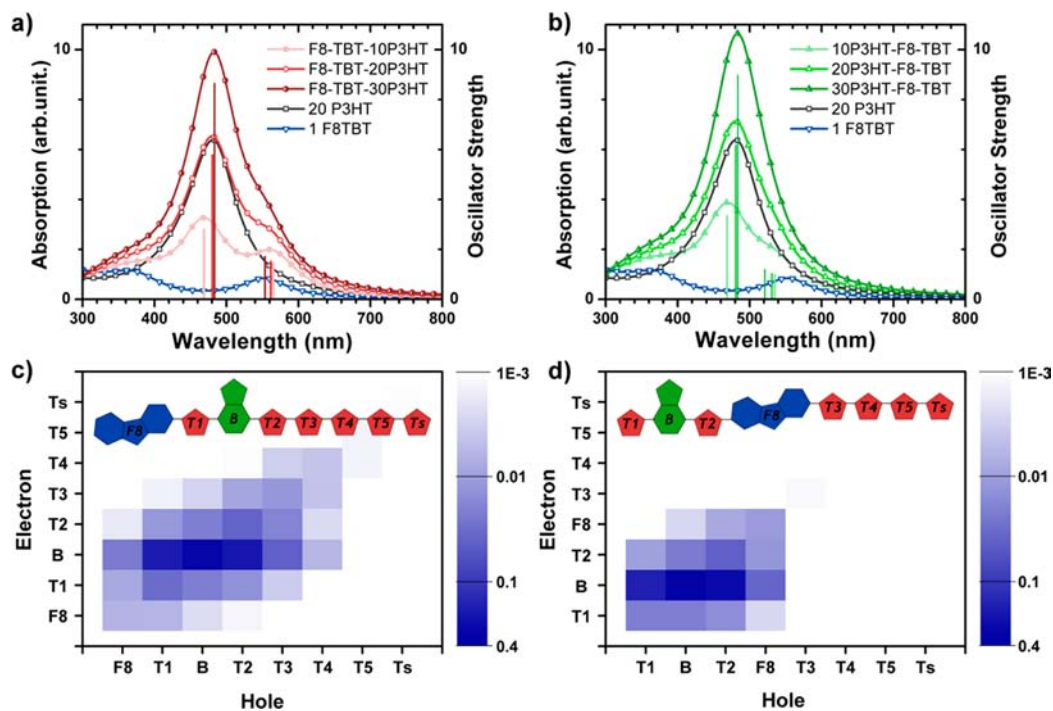 a)
10
F8-TBT-10P3HT
F8-TBT-20P3HT
F8-TBT-30P3HT
20 P3HT
1 F8TBT
10
0
0
300 400 500 600 700 800
Absorption (arb.unit.)
Oscillator Strength
Wavelength (nm)
b)
10
10P3HT-F8-TBT
20P3HT-F8-TBT
30P3HT-F8-TBT
20 P3HT
1 F8TBT
10
0
0
300 400 500 600 700 800
Absorption (arb.unit.)
Oscillator Strength
Wavelength (nm)
c)
Ts
T5
T4
T3
T2
B
T1
F8
F8 T1 B T2 T3 T4 T5 Ts
Electron
Hole
F8 T1 B T2 T3 T4 T5 Ts
1E-3
0.01
0.1
0.4
d)
Ts
T5
T4
T3
F8
T2
B
T1
T1 B T2 F8 T3 T4 T5 Ts
Electron
Hole
T1 B T2 F8 T3 T4 T5 Ts
1E-3
0.01
0.1
0.4